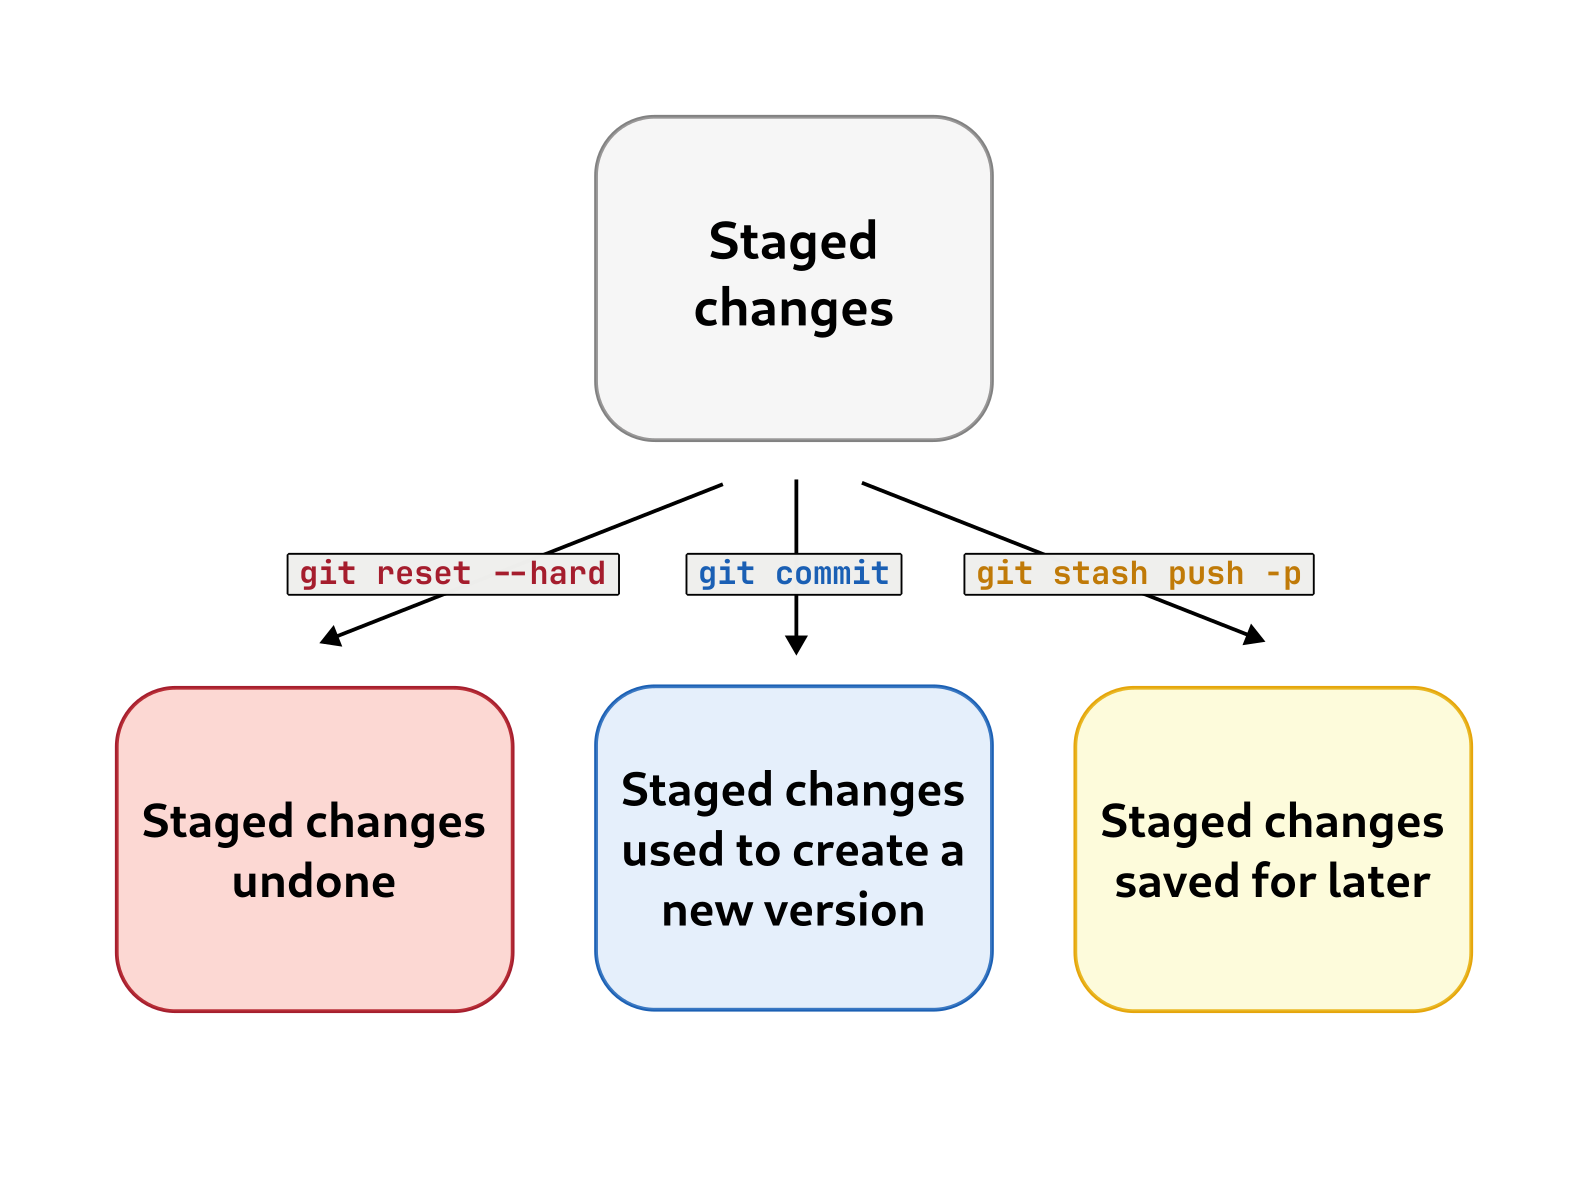 Staged
changes
git reset --hard
git commit
git stash push -p
Staged changes
undone
Staged changes
used to create a
new version
Staged changes
saved for later